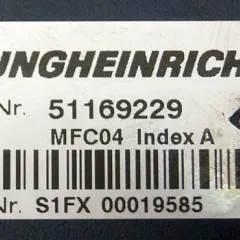 UNGHEINRICH
Nr. 51169229
MFC04 Index A
Nr. S1FX 00019585